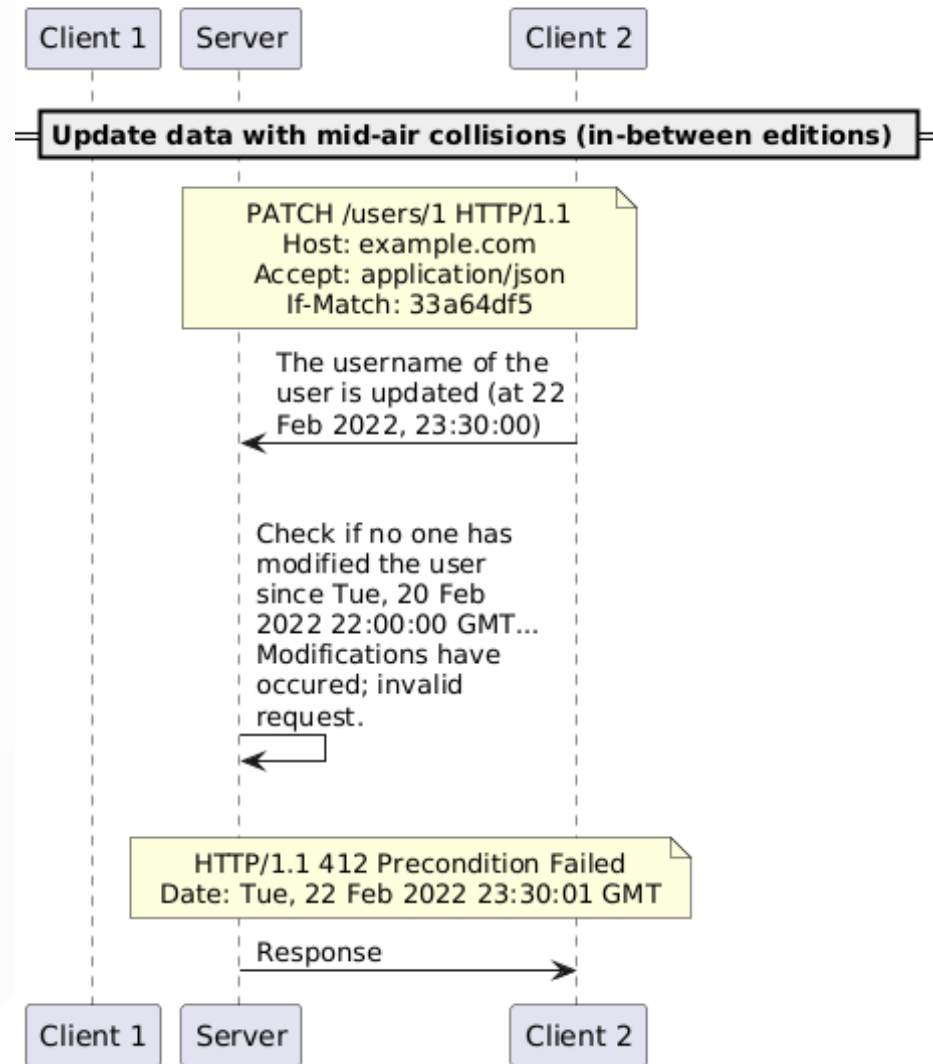 Client 1
Server
Client 2
Update data with mid-air collisions (in-between editions)
PATCH /users/1 HTTP/1.1
Host: example.com
Accept: application/json
If-Match: 33a64df5
The username of the
user is updated (at 22
Feb 2022, 23:30:00)
Check if no one has
modified the user
since Tue, 20 Feb
2022 22:00:00 GMT...
Modifications have
occured; invalid
request.
HTTP/1.1 412 Precondition Failed
Date: Tue, 22 Feb 2022 23:30:01 GMT
Response
Client 1
Server
Client 2